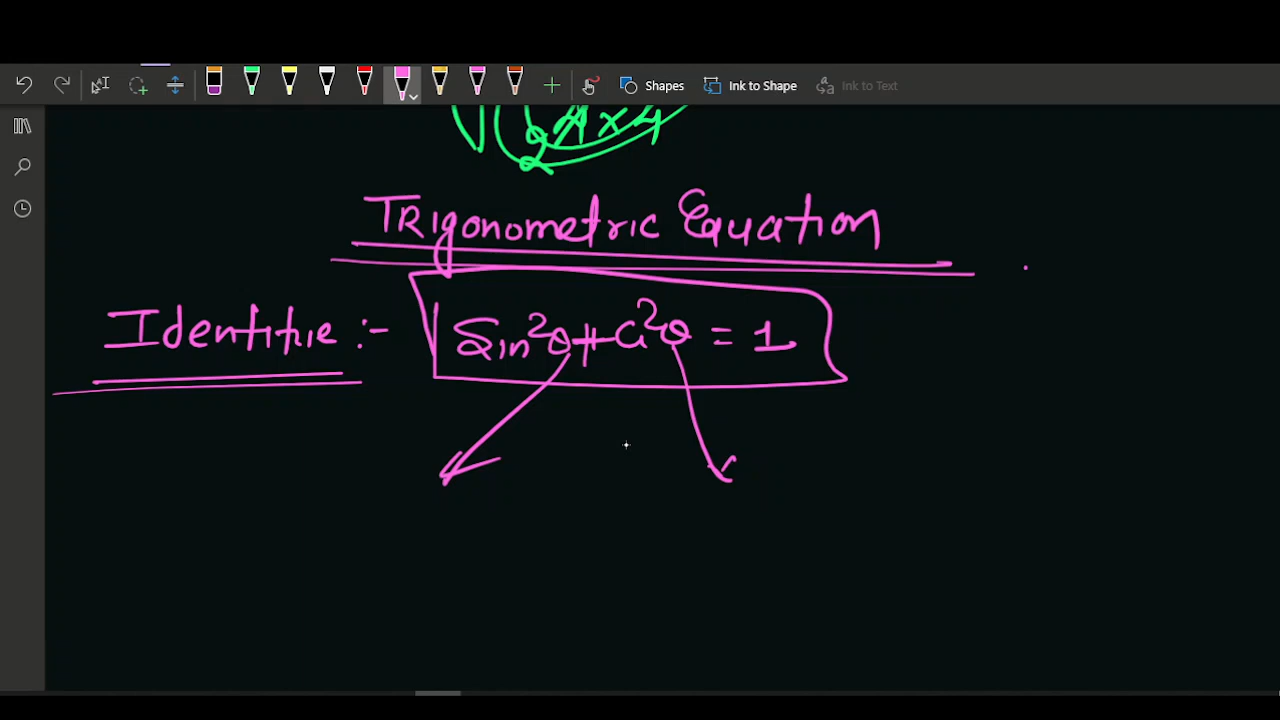 Shapes
Ink to Shape
Ink to Text
Trigonometric Equation
Identitie :- Sin²θ + C²θ = 1